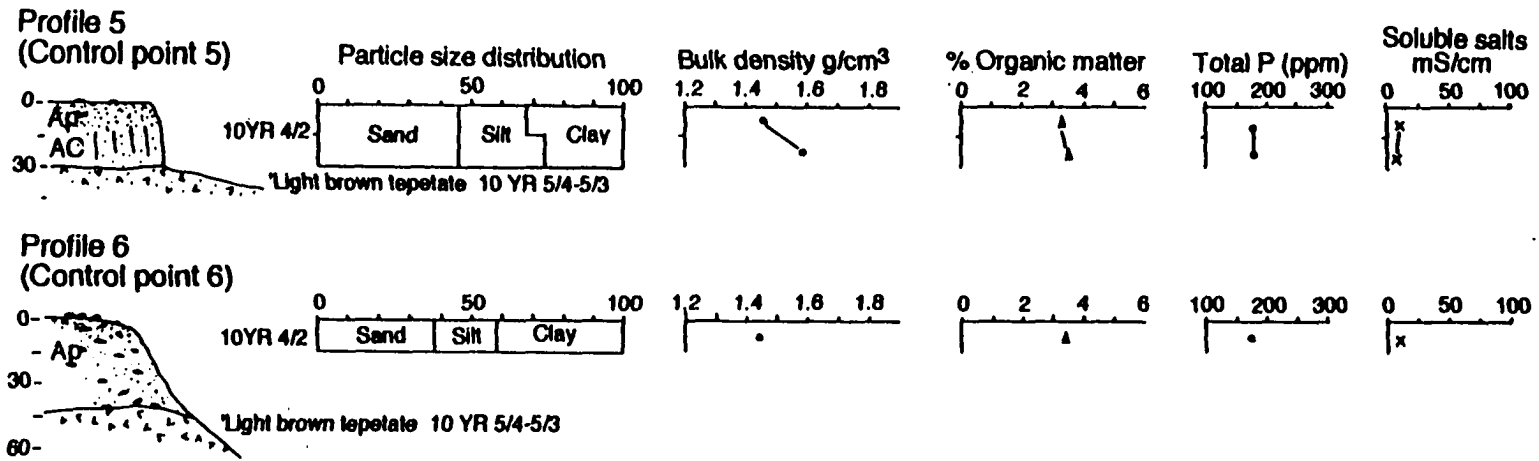 Profile 5
(Control point 5)
Particle size distribution
Bulk density g/cm³
% Organic matter
Total P (ppm)
Soluble salts
mS/cm
0 50 100
1.2 1.4 1.6 1.8
0 2 4 6
100 200 300
0 50 100
0-
Ap
AC
30-
10YR 4/2
Sand
Silt
Clay
"Light brown tepetate 10 YR 5/4-5/3
Profile 6
(Control point 6)
0 50 100
1.2 1.4 1.6 1.8
0 2 4 6
100 200 300
0 50 100
0-
Ap
30-
60-
10YR 4/2
Sand
Silt
Clay
"Light brown tepetate 10 YR 5/4-5/3